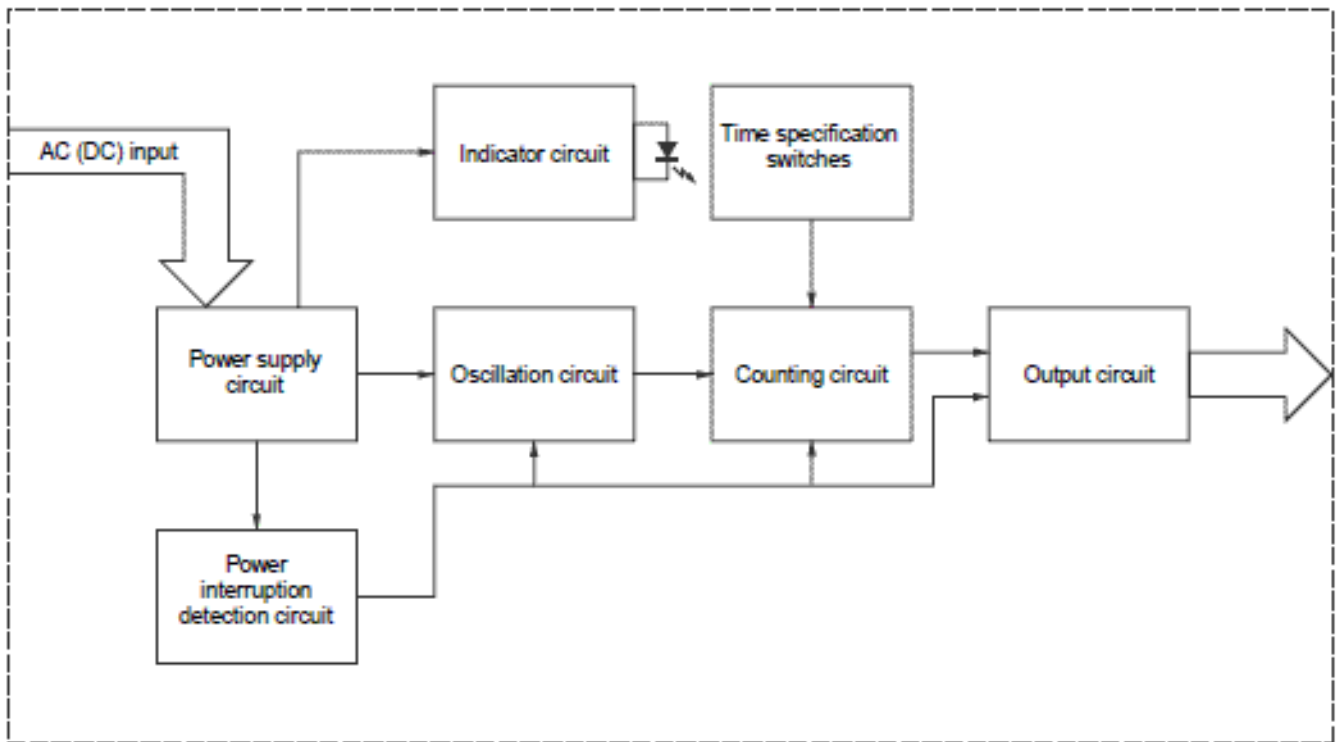 AC (DC) input
Indicator circuit
Time specification
switches
Power supply
circuit
Oscillation circuit
Counting circuit
Output circuit
Power
interruption
detection circuit